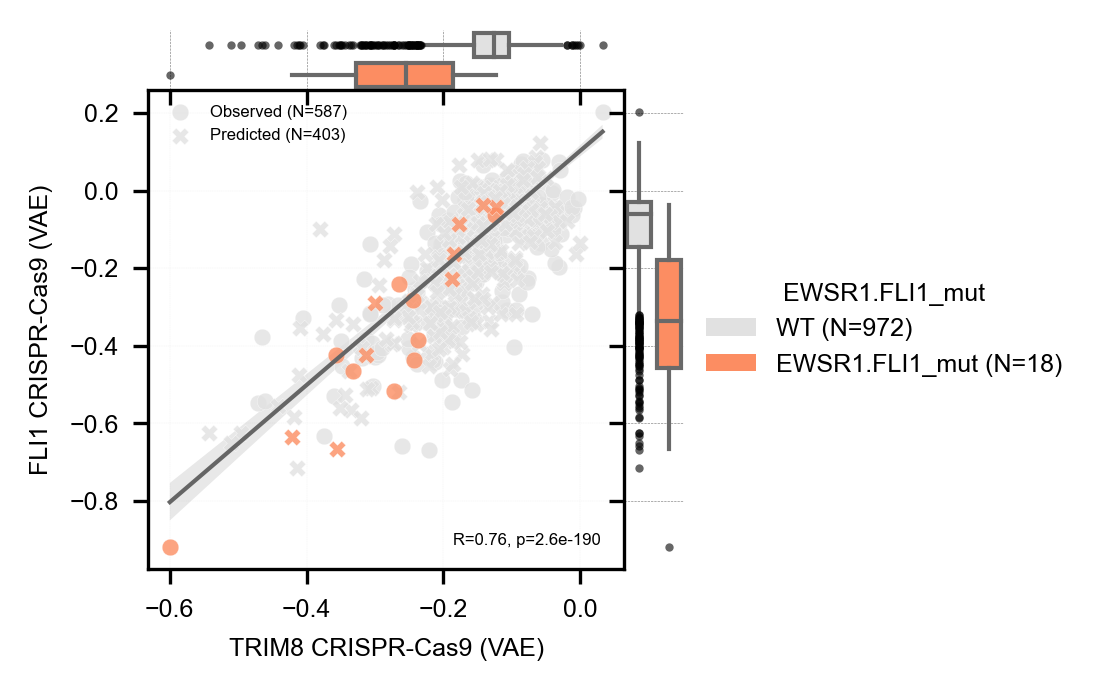 Observed (N=587)
Predicted (N=403)
0.2
0.0
−0.2
−0.4
−0.6
−0.8
FLI1 CRISPR-Cas9 (VAE)
R=0.76, p=2.6e-190
−0.6
−0.4
−0.2
0.0
TRIM8 CRISPR-Cas9 (VAE)
EWSR1.FLI1_mut
WT (N=972)
EWSR1.FLI1_mut (N=18)